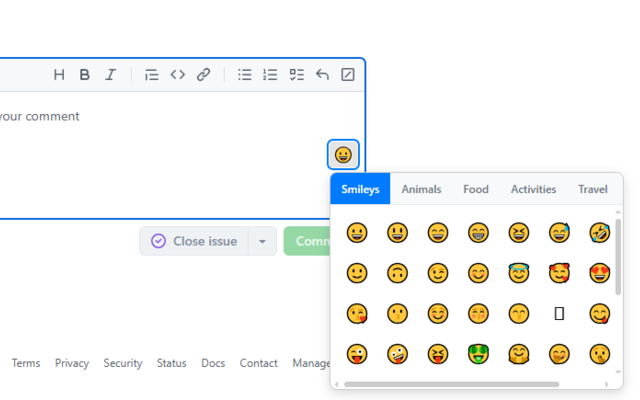 H B I
your comment
Smileys Animals Food Activities Travel
Close issue Comm
Terms Privacy Security Status Docs Contact Manage